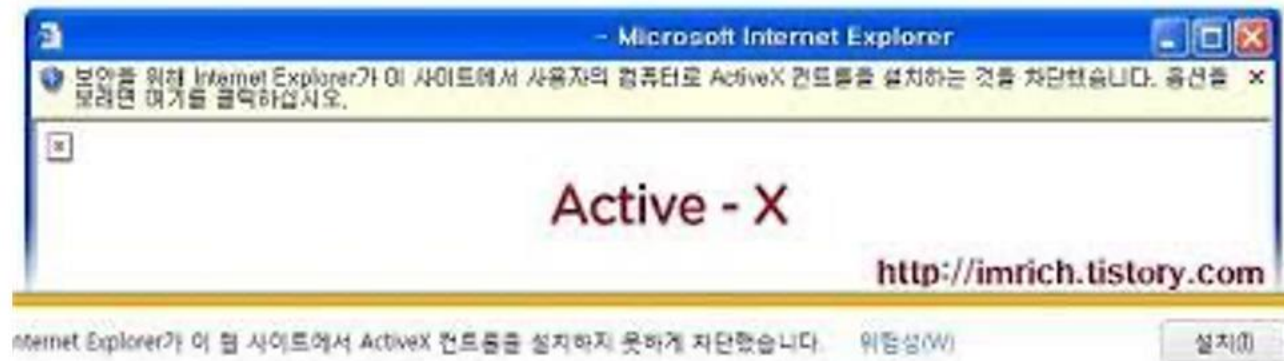 - Microsoft Internet Explorer
보안을 위해 Internet Explorer가 이 사이트에서 사용자의 컴퓨터로 ActiveX 컨트롤을 설치하는 것을 차단했습니다. 옵션을
보려면 여기를 클릭하십시오.
Active - X
http://imrich.tistory.com
nternet Explorer가 이 웹 사이트에서 ActiveX 컨트롤을 설치하지 못하게 차단했습니다. 위험성(W) 설치(I)